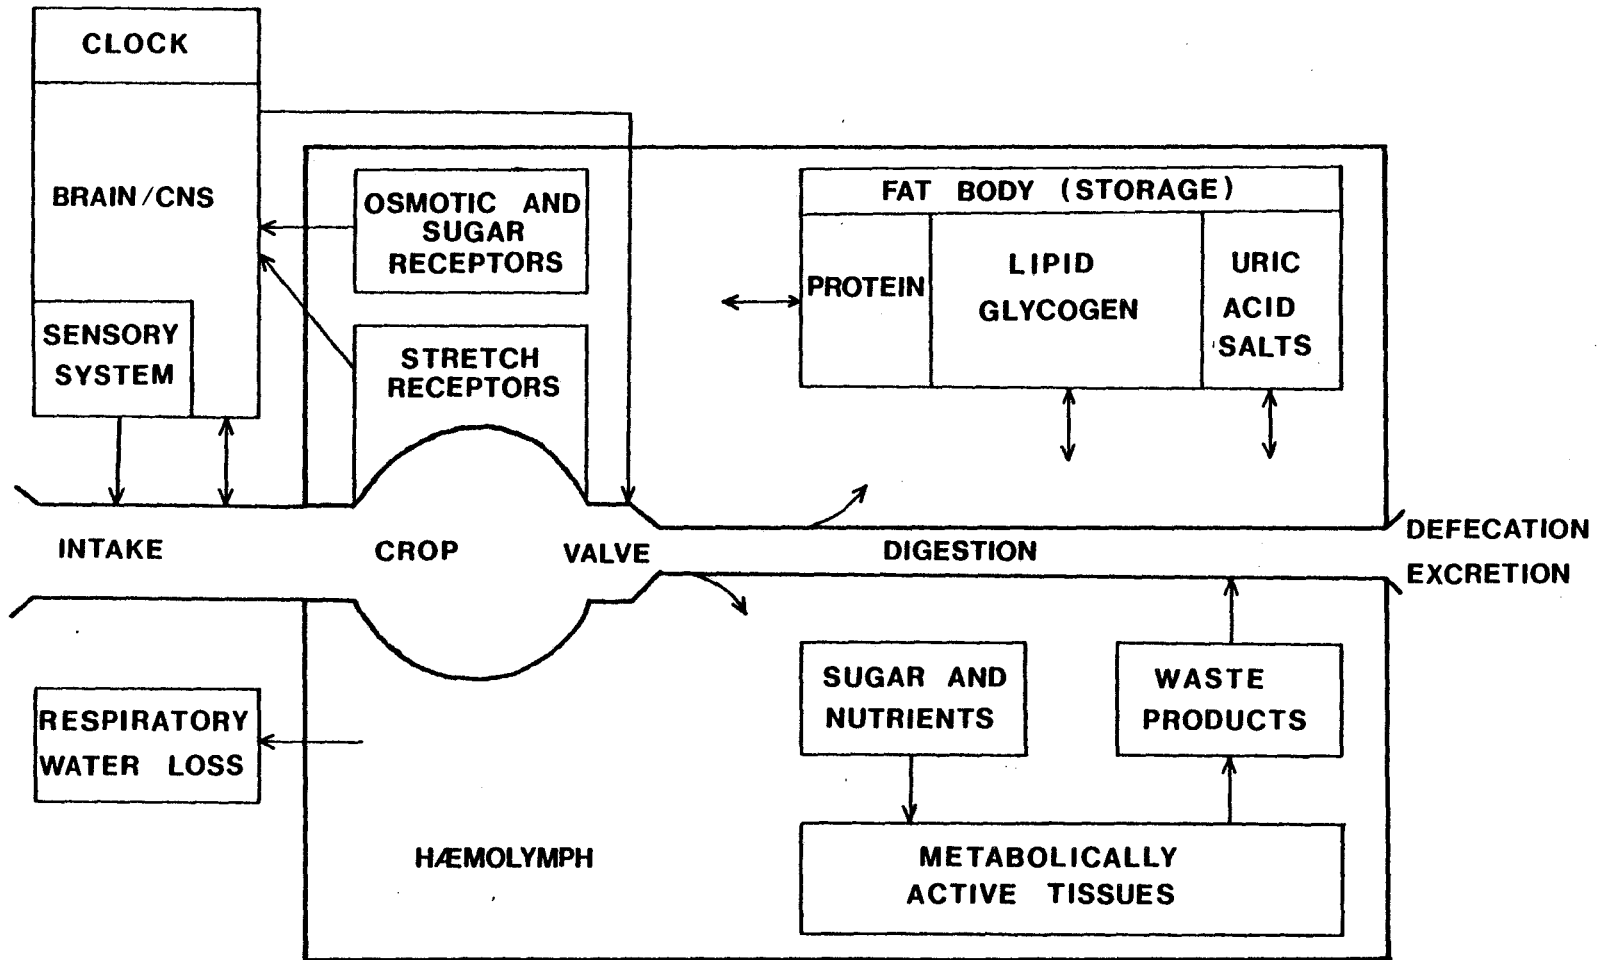 CLOCK
BRAIN/CNS
SENSORY
SYSTEM
OSMOTIC AND
SUGAR
RECEPTORS
STRETCH
RECEPTORS
FAT BODY (STORAGE)
PROTEIN
LIPID
GLYCOGEN
URIC
ACID
SALTS
INTAKE
CROP
VALVE
DIGESTION
DEFECATION
EXCRETION
RESPIRATORY
WATER LOSS
HÆMOLYMPH
SUGAR AND
NUTRIENTS
WASTE
PRODUCTS
METABOLICALLY
ACTIVE TISSUES